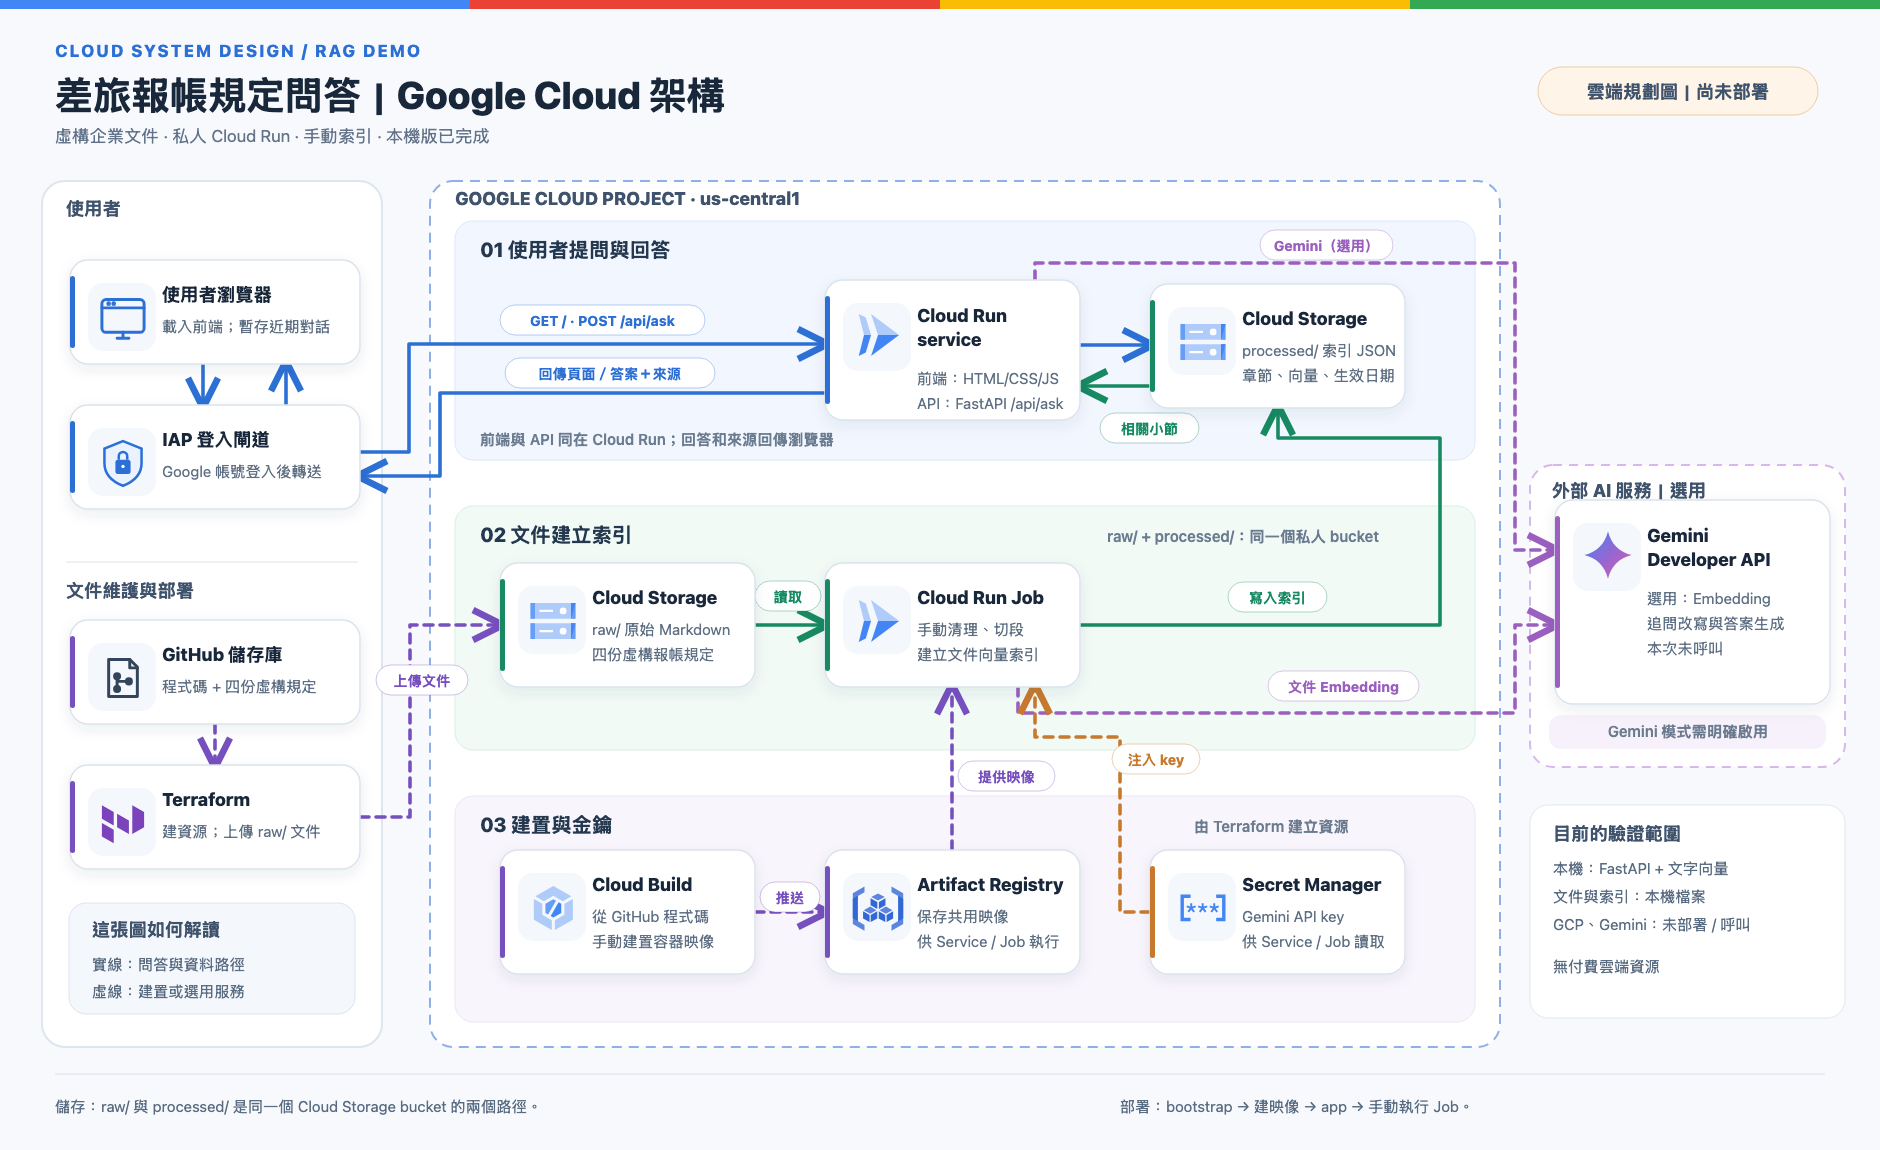 CLOUD SYSTEM DESIGN / RAG DEMO
差旅報帳規定問答 | Google Cloud 架構
虛構企業文件 · 私人 Cloud Run · 手動索引 · 本機版已完成
雲端規劃圖 | 尚未部署
使用者
使用者瀏覽器
載入前端；暫存近期對話
IAP 登入閘道
Google 帳號登入後轉送
文件維護與部署
GitHub 儲存庫
程式碼 + 四份虛構規定
Terraform
建資源；上傳 raw/ 文件
這張圖如何解讀
實線：問答與資料路徑
虛線：建置或選用服務
上傳文件
GOOGLE CLOUD PROJECT · us-central1
01 使用者提問與回答
Gemini（選用）
GET / · POST /api/ask
回傳頁面 / 答案＋來源
Cloud Run
service
前端：HTML/CSS/JS
API：FastAPI /api/ask
Cloud Storage
processed/ 索引 JSON
章節、向量、生效日期
相關小節
前端與 API 同在 Cloud Run；回答和來源回傳瀏覽器
02 文件建立索引
raw/ + processed/：同一個私人 bucket
Cloud Storage
raw/ 原始 Markdown
四份虛構報帳規定
讀取
Cloud Run Job
手動清理、切段
建立文件向量索引
寫入索引
文件 Embedding
注入 key
提供映像
03 建置與金鑰
由 Terraform 建立資源
Cloud Build
從 GitHub 程式碼
手動建置容器映像
推送
Artifact Registry
保存共用映像
供 Service / Job 執行
[***]
Secret Manager
Gemini API key
供 Service / Job 讀取
外部 AI 服務 | 選用
Gemini
Developer API
選用：Embedding
追問改寫與答案生成
本次未呼叫
Gemini 模式需明確啟用
目前的驗證範圍
本機：FastAPI + 文字向量
文件與索引：本機檔案
GCP、Gemini：未部署 / 呼叫
無付費雲端資源
儲存：raw/ 與 processed/ 是同一個 Cloud Storage bucket 的兩個路徑。
部署：bootstrap → 建映像 → app → 手動執行 Job。